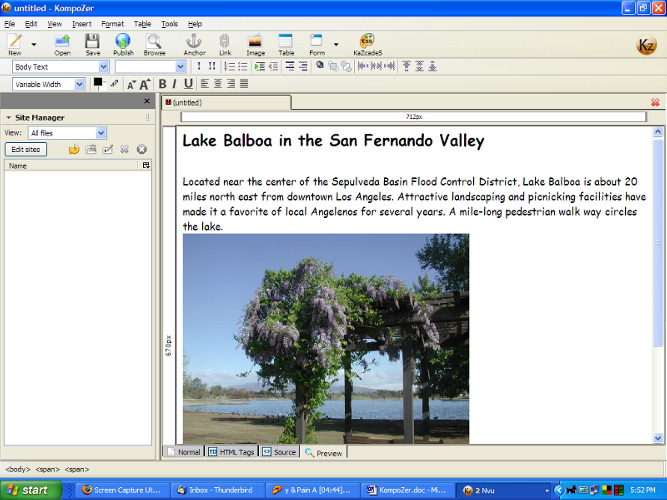 untitled - KompoZer
File Edit View Insert Format Table Tools Help
New Open Save Publish Browse Anchor Link Image Table Form KaZcadeS
Kz
Body Text
Variable Width B I U
(untitled)
Site Manager
712px
View: All files
Edit sites
Name
Lake Balboa in the San Fernando Valley
Located near the center of the Sepulveda Basin Flood Control District, Lake Balboa is about 20
miles north east from downtown Los Angeles. Attractive landscaping and picnicking facilities have
made it a favorite of local Angelenos for several years. A mile-long pedestrian walk way circles
the lake.
670px
Normal HTML Tags Source Preview
<body> <span> <span>
start Screen Capture Ut... Inbox - Thunderbird y & Pain A [04:44]... KompoZer.doc - Mi... 2 Nvu 5:52 PM